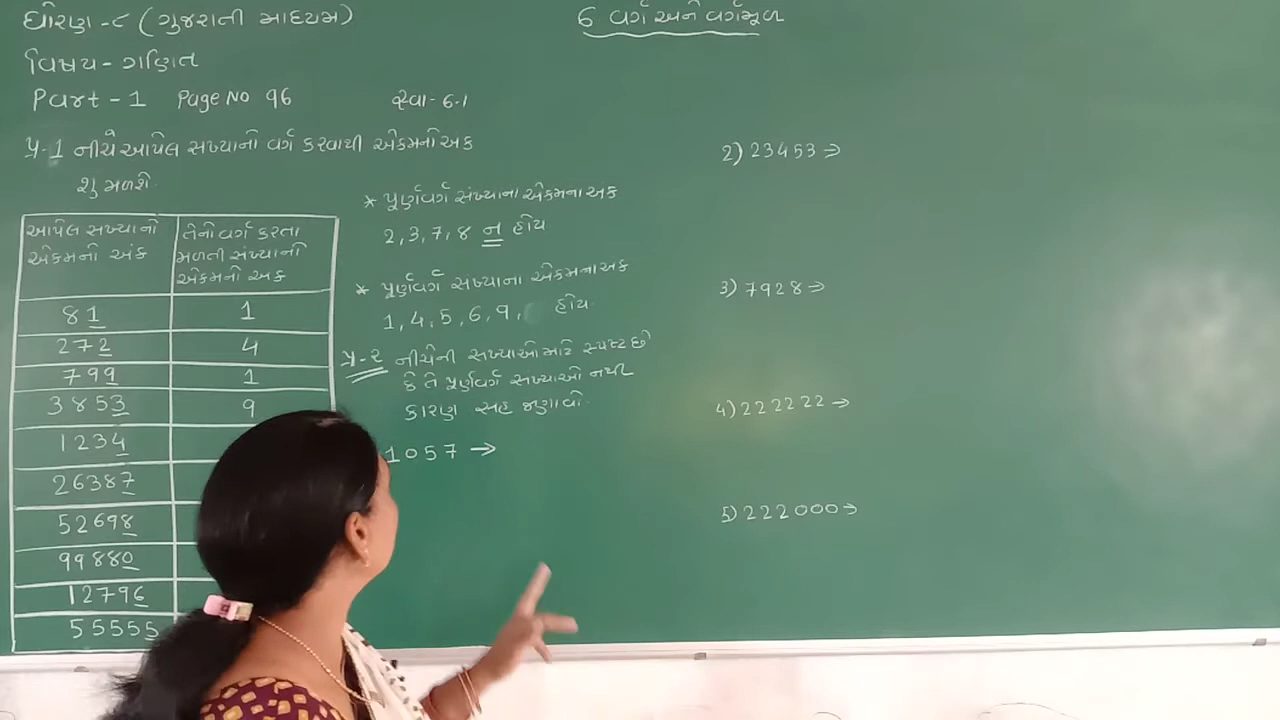 ધોરણ-૮ (ગુજરાતી માધ્યમ)
6 વર્ગ અને વર્ગમૂળ
વિષય- ગણિત
Part-1 Page No 96
સ્વા-6.1
પ્ર-1 નીચે આપેલ સંખ્યાનો વર્ગ કરવાથી એકમનો અંક
શું મળશે.
આપેલ સંખ્યાનો
એકમનો અંક
તેનો વર્ગ કરતા
મળતી સંખ્યાનો
એકમનો અંક
81 1
272 4
799 1
3853 9
1234
26387
52698
99880
12796
55555
* પૂર્ણવર્ગ સંખ્યાના એકમના અંક
2,3,7,8 ન હોય
* પૂર્ણવર્ગ સંખ્યાના એકમના અંક
1,4,5,6,9, હોય.
પ્ર-૨ નીચેની સંખ્યાઓ માટે સ્પષ્ટ છે
કે તે પૂર્ણવર્ગ સંખ્યાઓ નથી
કારણ સહ જણાવો.
1057 →
2) 23453 ⇒
3) 7928 ⇒
4) 222222 ⇒
5) 222000 ⇒